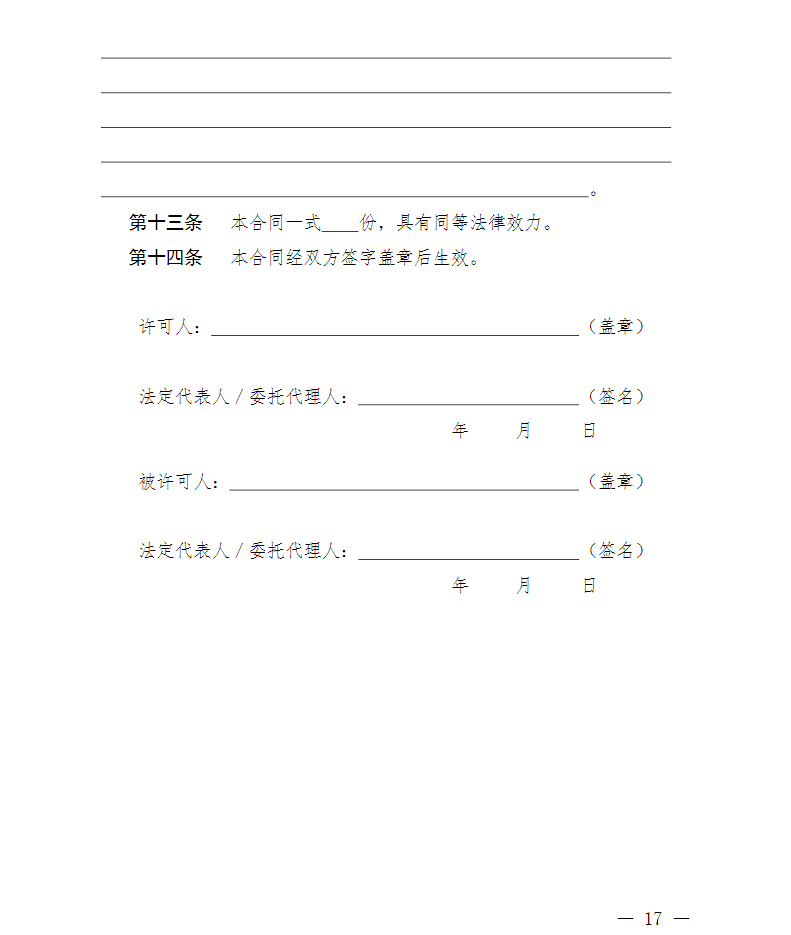 。
第十三条 本合同一式____份，具有同等法律效力。
第十四条 本合同经双方签字盖章后生效。
许可人：________________________________________（盖章）
法定代表人／委托代理人：________________________（签名）
年 月 日
被许可人：______________________________________（盖章）
法定代表人／委托代理人：________________________（签名）
年 月 日
— 17 —